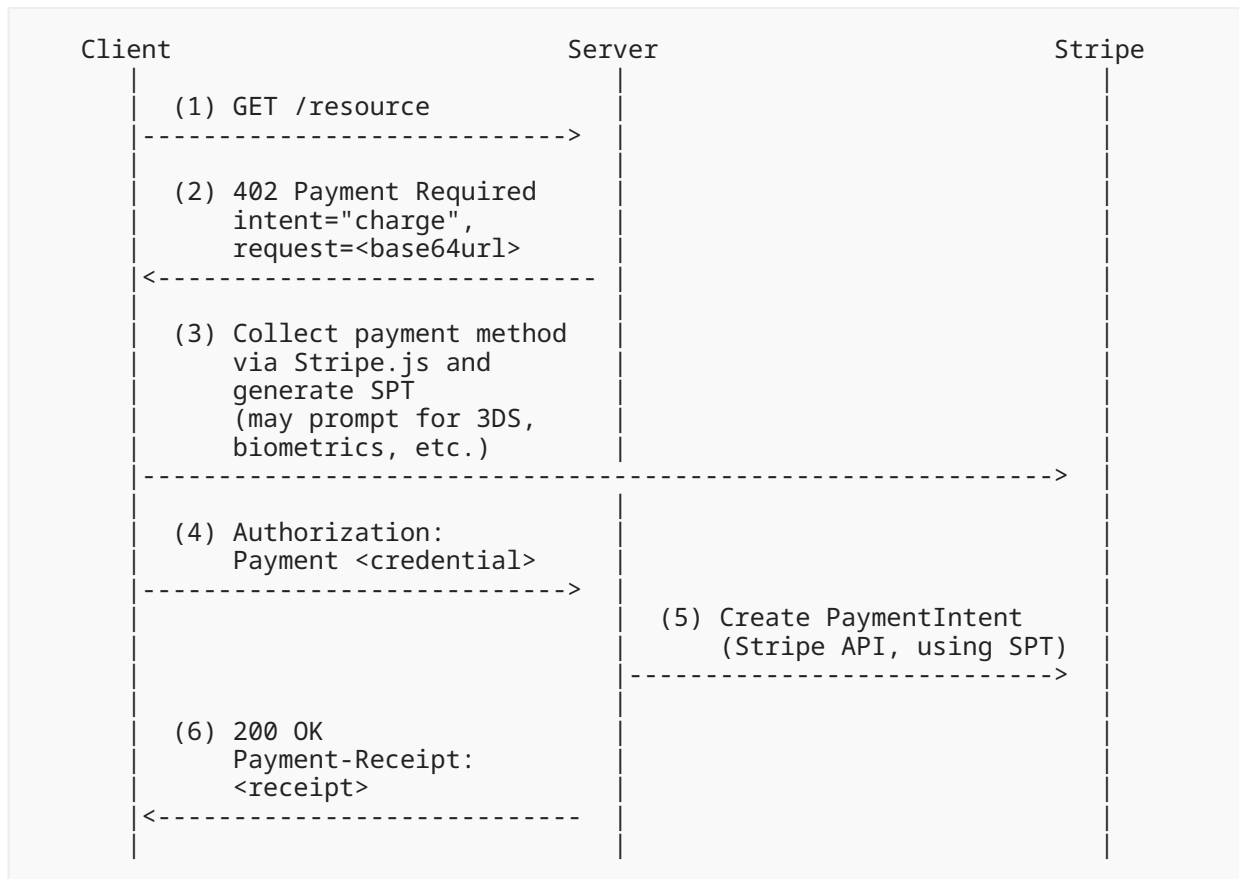 Client Server Stripe
(1) GET /resource
(2) 402 Payment Required
intent="charge",
request=<base64url>
(3) Collect payment method
via Stripe.js and
generate SPT
(may prompt for 3DS,
biometrics, etc.)
(4) Authorization:
Payment <credential>
(5) Create PaymentIntent
(Stripe API, using SPT)
(6) 200 OK
Payment-Receipt:
<receipt>